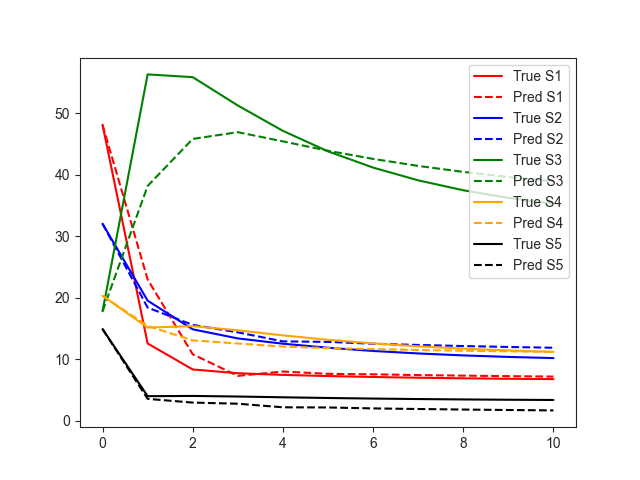 True S1
Pred S1
True S2
Pred S2
True S3
Pred S3
True S4
Pred S4
True S5
Pred S5
50
40
30
20
10
0
0 2 4 6 8 10